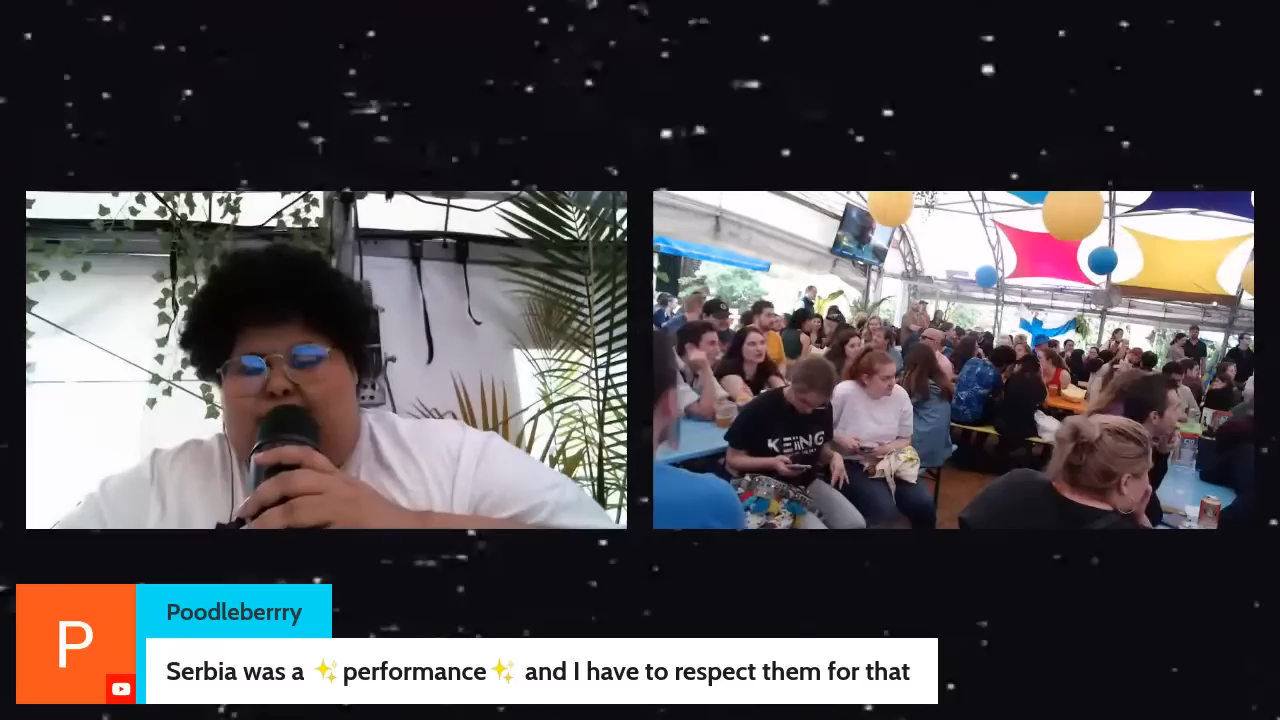 KEiiNG
P
Poodleberrry
Serbia was a ✨performance✨ and I have to respect them for that